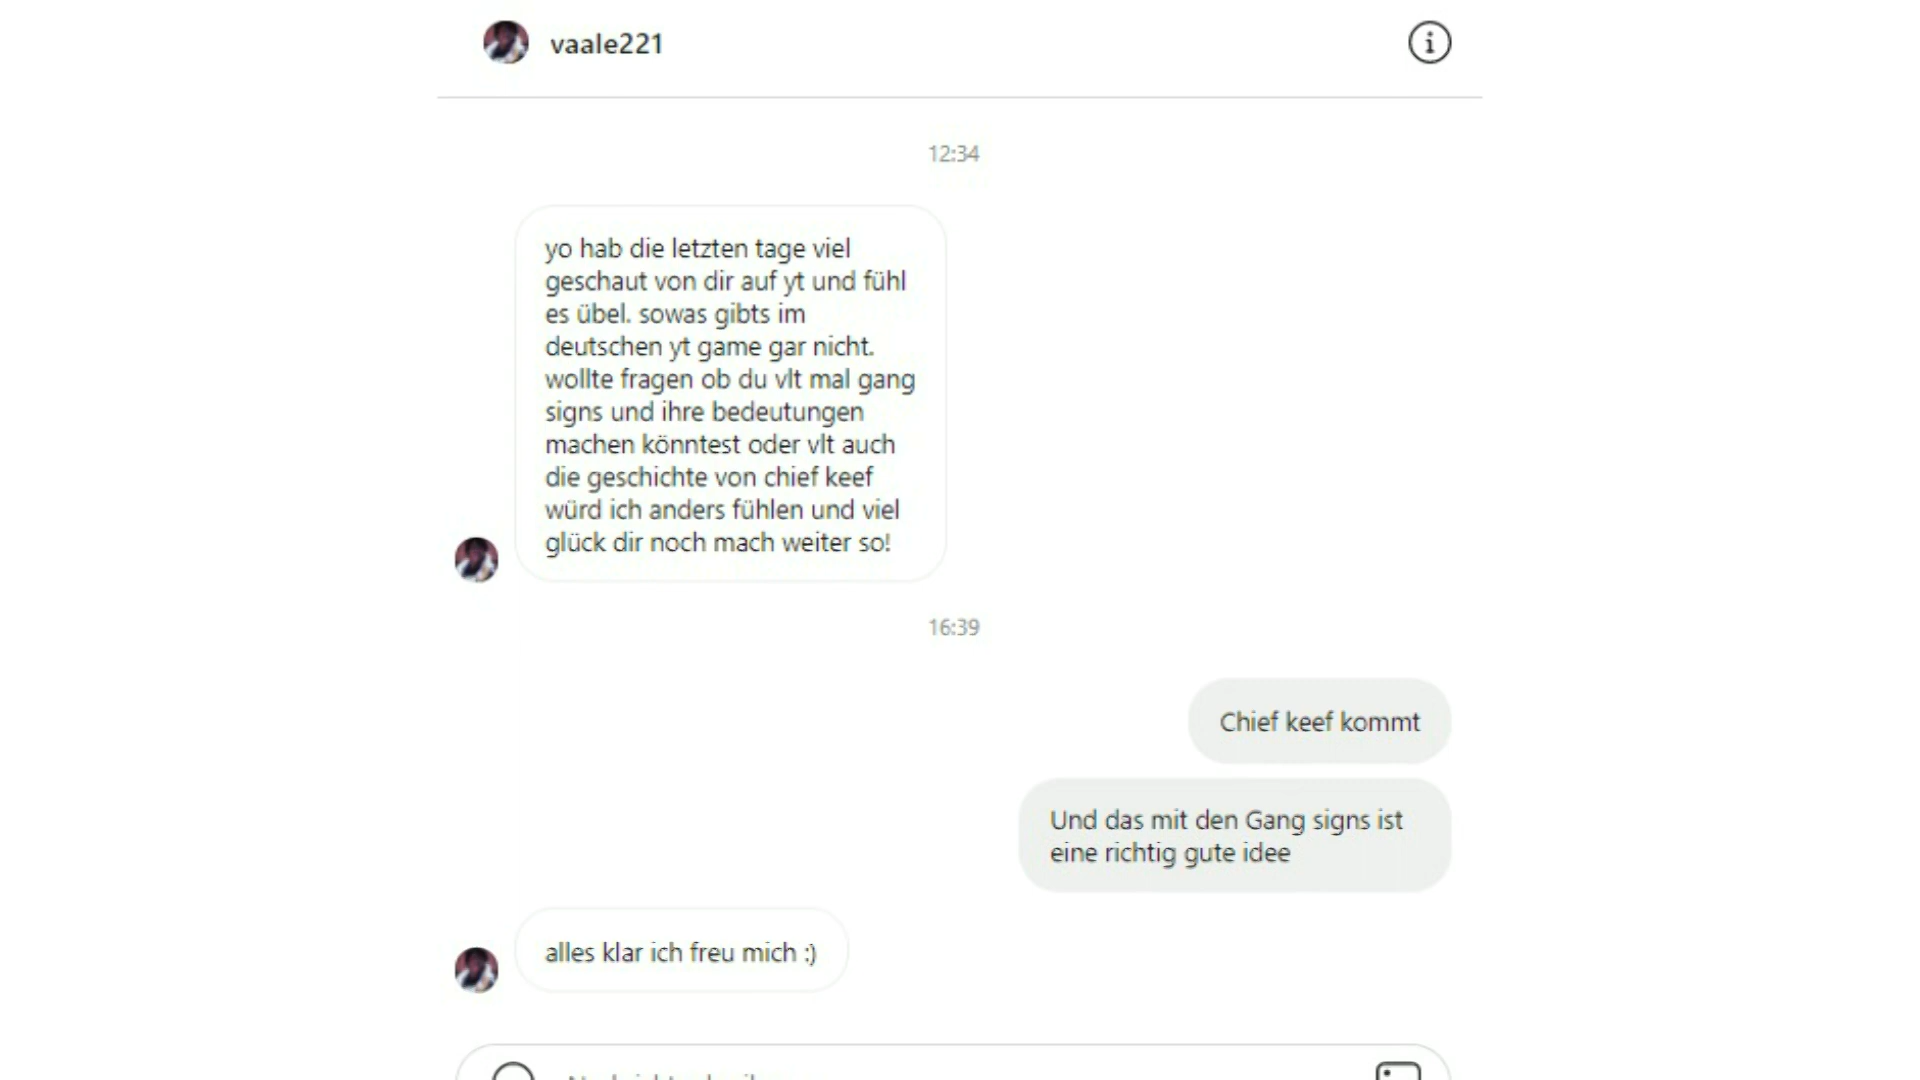 vaale221
12:34
yo hab die letzten tage viel
geschaut von dir auf yt und fühl
es übel. sowas gibts im
deutschen yt game gar nicht.
wollte fragen ob du vlt mal gang
signs und ihre bedeutungen
machen könntest oder vlt auch
die geschichte von chief keef
würd ich anders fühlen und viel
glück dir noch mach weiter so!
16:39
Chief keef kommt
Und das mit den Gang signs ist
eine richtig gute idee
alles klar ich freu mich :)